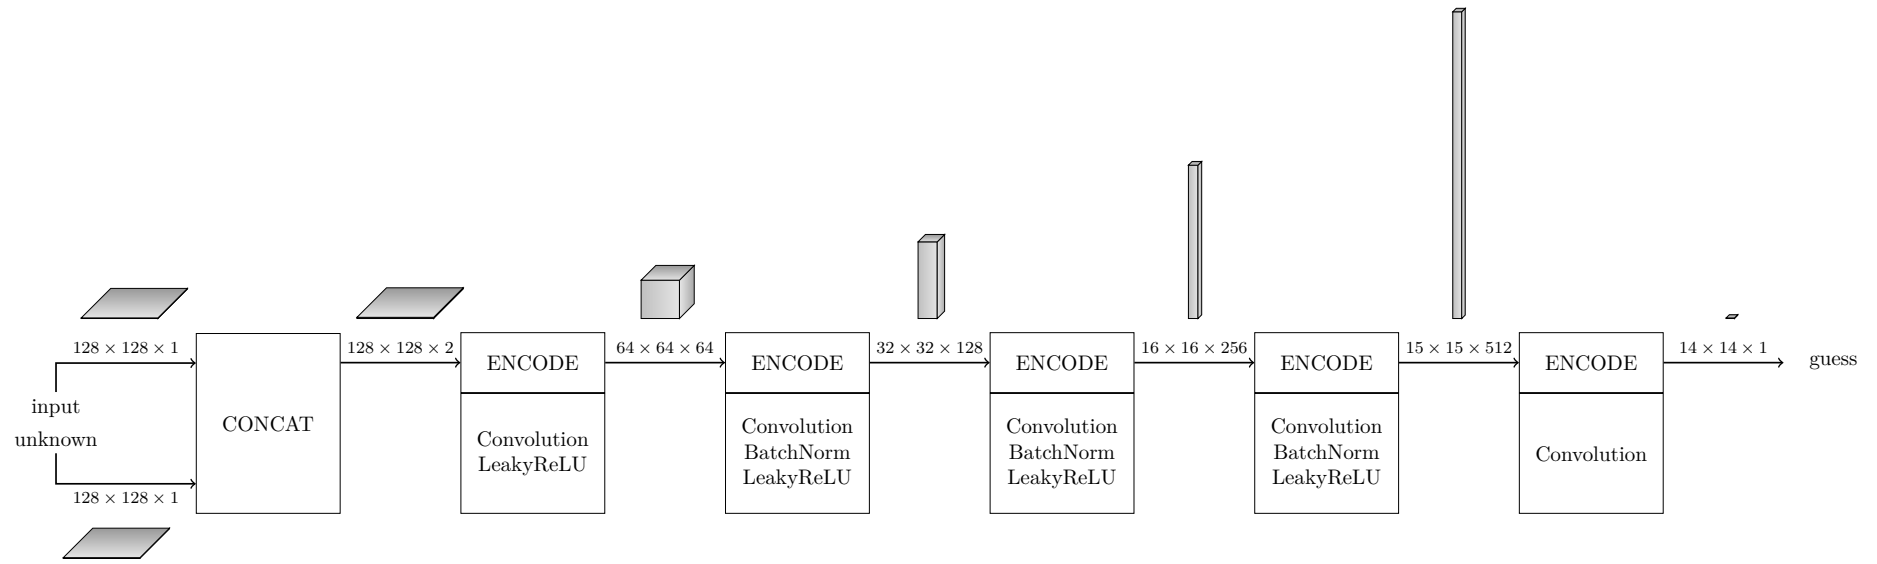 128 × 128 × 1
input
unknown
128 × 128 × 1
CONCAT
128 × 128 × 2
ENCODE
Convolution
LeakyReLU
64 × 64 × 64
ENCODE
Convolution
BatchNorm
LeakyReLU
32 × 32 × 128
ENCODE
Convolution
BatchNorm
LeakyReLU
16 × 16 × 256
ENCODE
Convolution
BatchNorm
LeakyReLU
15 × 15 × 512
ENCODE
Convolution
14 × 14 × 1
guess